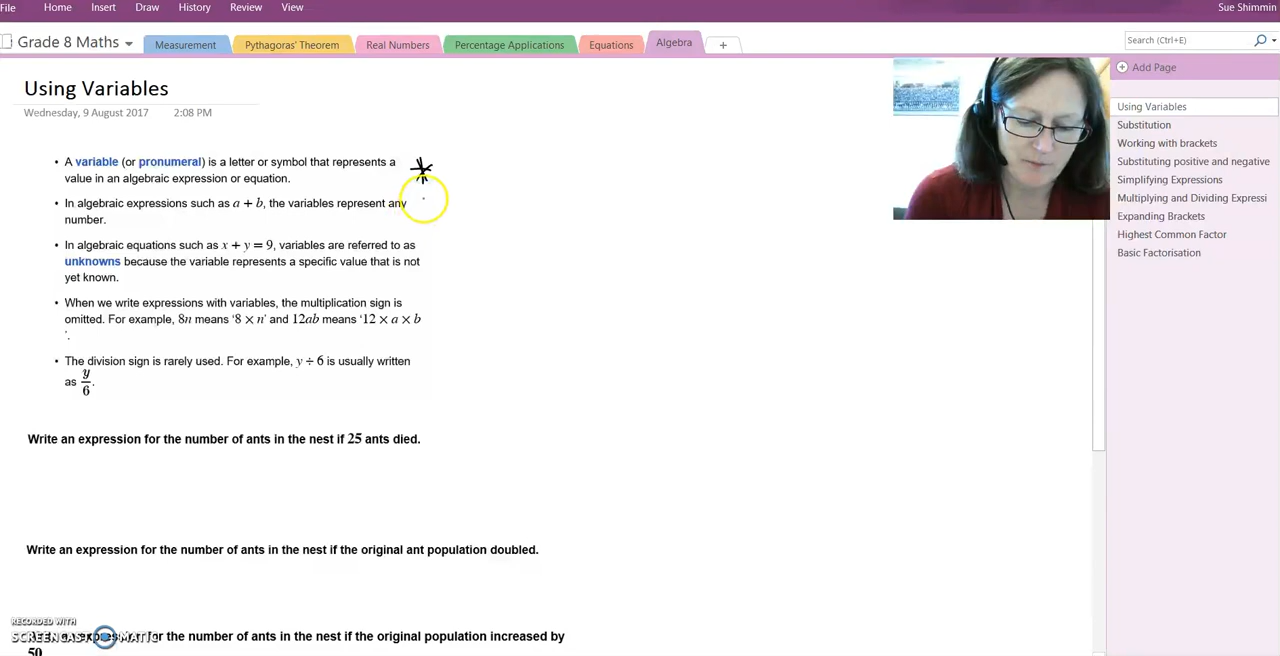 File Home Insert Draw History Review View Sue Shimmin
Grade 8 Maths Measurement Pythagoras' Theorem Real Numbers Percentage Applications Equations Algebra + Search (Ctrl+E)
Add Page
Using Variables
Wednesday, 9 August 2017 2:08 PM
• A variable (or pronumeral) is a letter or symbol that represents a
value in an algebraic expression or equation.
• In algebraic expressions such as a + b, the variables represent any
number.
• In algebraic equations such as x + y = 9, variables are referred to as
unknowns because the variable represents a specific value that is not
yet known.
• When we write expressions with variables, the multiplication sign is
omitted. For example, 8n means '8 × n' and 12ab means '12 × a × b
'.
• The division sign is rarely used. For example, y ÷ 6 is usually written
as y/6.
Write an expression for the number of ants in the nest if 25 ants died.
Write an expression for the number of ants in the nest if the original ant population doubled.
for the number of ants in the nest if the original population increased by
50
RECORDED WITH
SCREENCAST MATIC
Using Variables
Substitution
Working with brackets
Substituting positive and negative
Simplifying Expressions
Multiplying and Dividing Expressi
Expanding Brackets
Highest Common Factor
Basic Factorisation